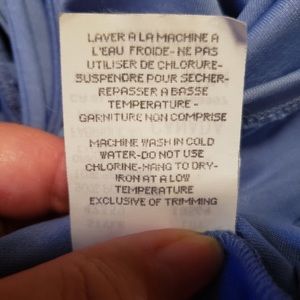 LAVER À LA MACHINE A
L'EAU FROIDE-NE PAS
UTILISER DE CHLORURE-
SUSPENDRE POUR SECHER-
REPASSER A BASSE
TEMPERATURE -
GARNITURE NON COMPRISE
MACHINE WASH IN COLD
WATER-DO NOT USE
CHLORINE-HANG TO DRY-
IRON AT A LOW
TEMPERATURE
EXCLUSIVE OF TRIMMING